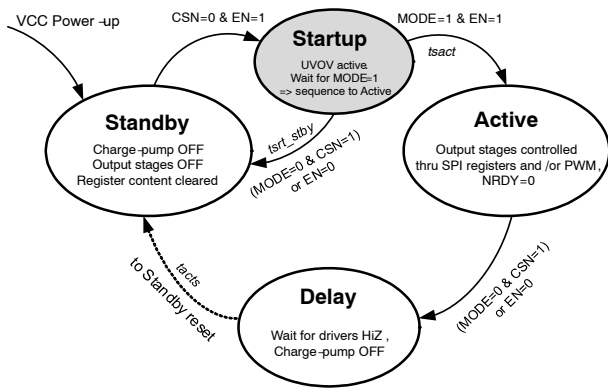 VCC Power-up
CSN=0 & EN=1
MODE=1 & EN=1
Startup
UVOV active.
Wait for MODE=1
=> sequence to Active
tsact
tsrt_stby
(MODE=0 & CSN=1)
or EN=0
Standby
Charge-pump OFF
Output stages OFF
Register content cleared
Active
Output stages controlled
thru SPI registers and /or PWM,
NRDY=0
tacts
to Standby reset
(MODE=0 & CSN=1)
or EN=0
Delay
Wait for drivers HiZ ,
Charge-pump OFF